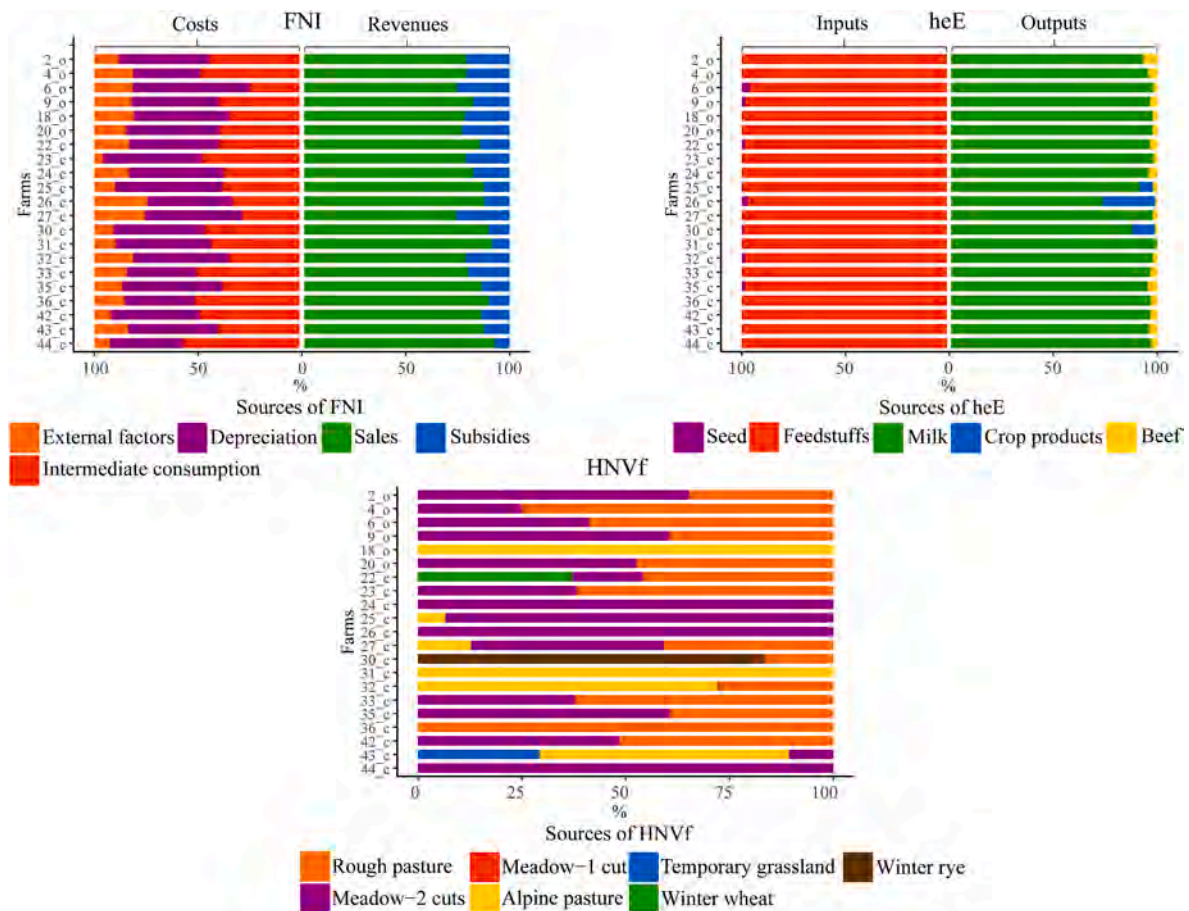 Costs FNI Revenues
Farms
2_o
4_o
6_o
9_o
18_o
20_o
22_c
23_c
24_c
25_c
26_c
27_c
30_c
31_c
32_c
33_c
35_c
36_c
42_c
43_c
44_c
100 50 0 50 100
%
Sources of FNI
External factors Depreciation Sales Subsidies
Intermediate consumption
Inputs heE Outputs
Farms
2_o
4_o
6_o
9_o
18_o
20_o
22_c
23_c
24_c
25_c
26_c
27_c
30_c
31_c
32_c
33_c
35_c
36_c
42_c
43_c
44_c
100 50 0 50 100
%
Sources of heE
Seed Feedstuffs Milk Crop products Beef
HNVf
Farms
2_o
4_o
6_o
9_o
18_o
20_o
22_c
23_c
24_c
25_c
26_c
27_c
30_c
31_c
32_c
33_c
35_c
36_c
42_c
43_c
44_c
0 25 50 75 100
%
Sources of HNVf
Rough pasture Meadow−1 cut Temporary grassland Winter rye
Meadow−2 cuts Alpine pasture Winter wheat